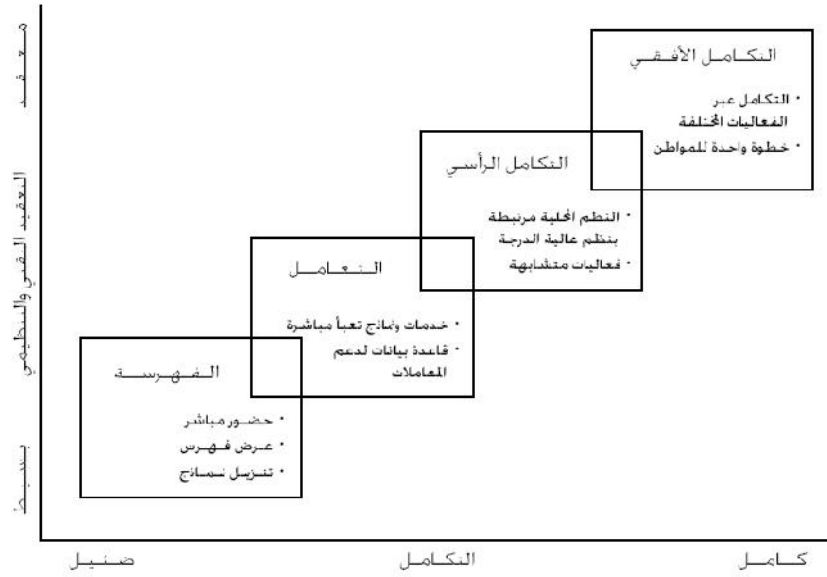 معقد
التكامل الأفقي
• التكامل عبر
الفعاليات المختلفة
• خطوة واحدة للمواطن
التكامل الرأسي
• النظم المحلية مرتبطة
بنظم عالية الدرجة
• فعاليات متشابهة
التعقيد التقني والتنظيمي
التعامل
• خدمات ونماذج تعبأ مباشرة
• قاعدة بيانات لدعم
المعاملات
الفهرسة
• حضور مباشر
• عرض فهرس
• تنزيل نماذج
بسيط
ضئيل
التكامل
كامل